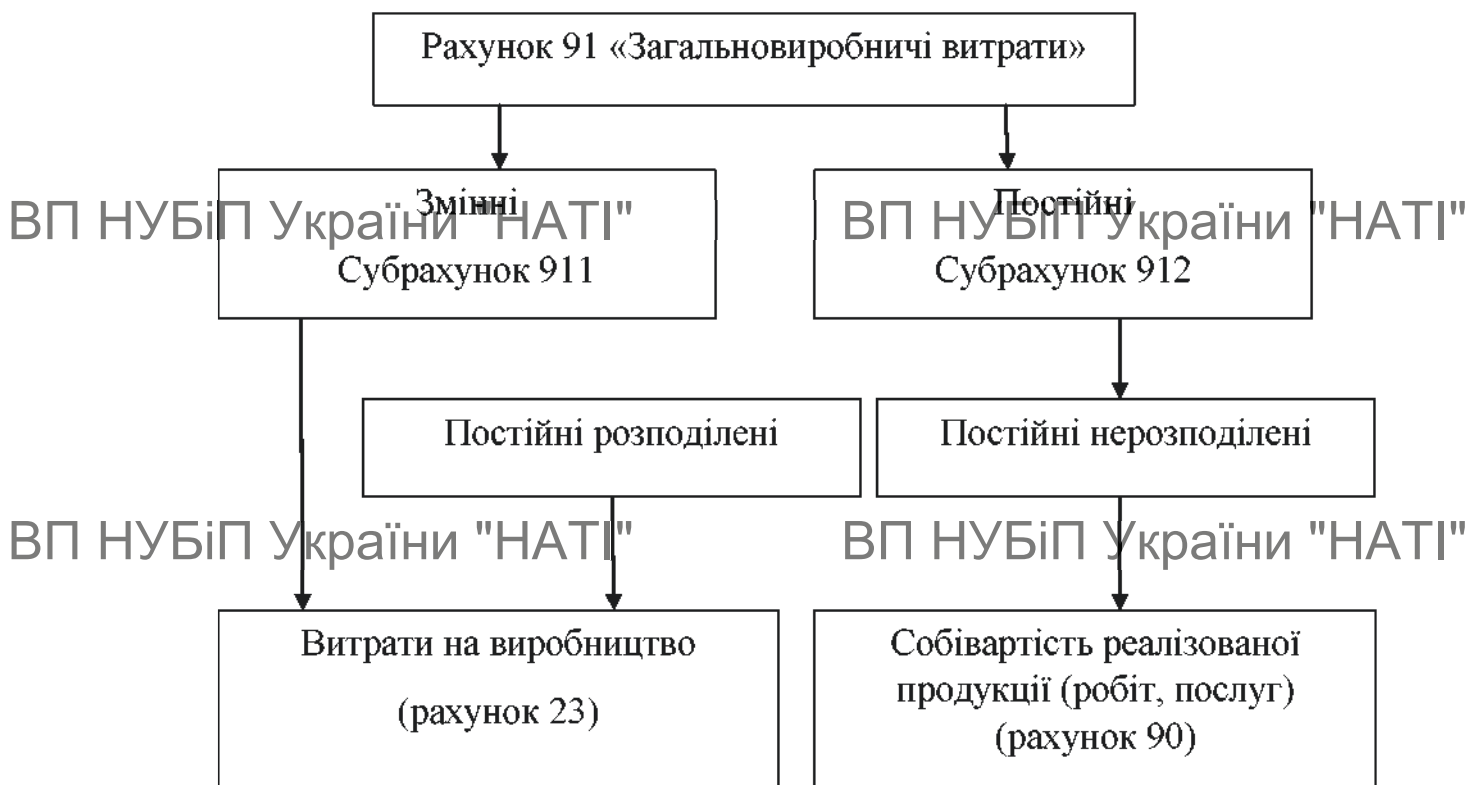 Рахунок 91 «Загальновиробничі витрати»
Змінні
Постійні
ВП НУБіП України "НАТІ"
ВП НУБіП України "НАТІ"
Субрахунок 911
Субрахунок 912
Постійні розподілені
Постійні нерозподілені
ВП НУБіП України "НАТІ"
ВП НУБіП України "НАТІ"
Витрати на виробництво
(рахунок 23)
Собівартість реалізованої
продукції (робіт, послуг)
(рахунок 90)